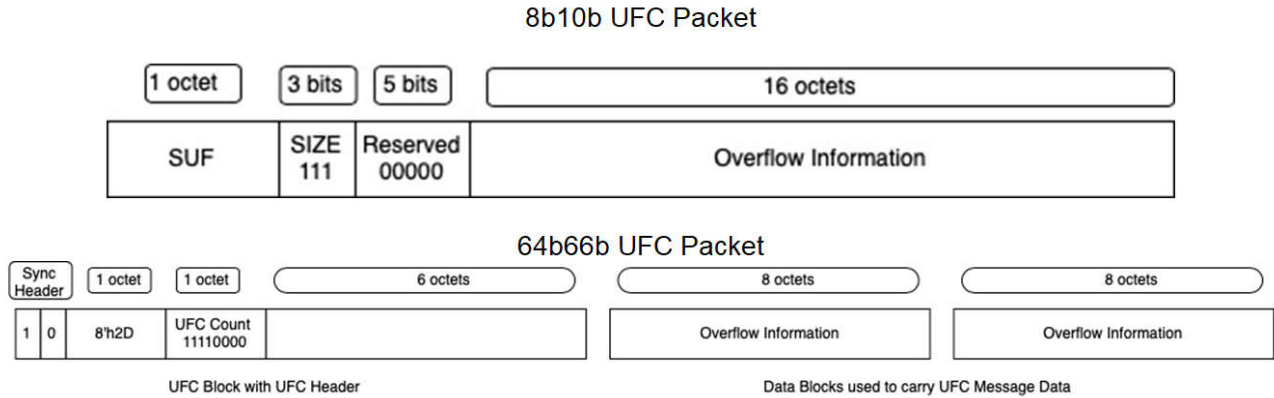 8b10b UFC Packet
1 octet 3 bits 5 bits 16 octets
SUF SIZE 111 Reserved 00000 Overflow Information
64b66b UFC Packet
Sync Header 1 octet 1 octet 6 octets 8 octets 8 octets
1 0 8'h2D UFC Count 11110000 Overflow Information Overflow Information
UFC Block with UFC Header Data Blocks used to carry UFC Message Data